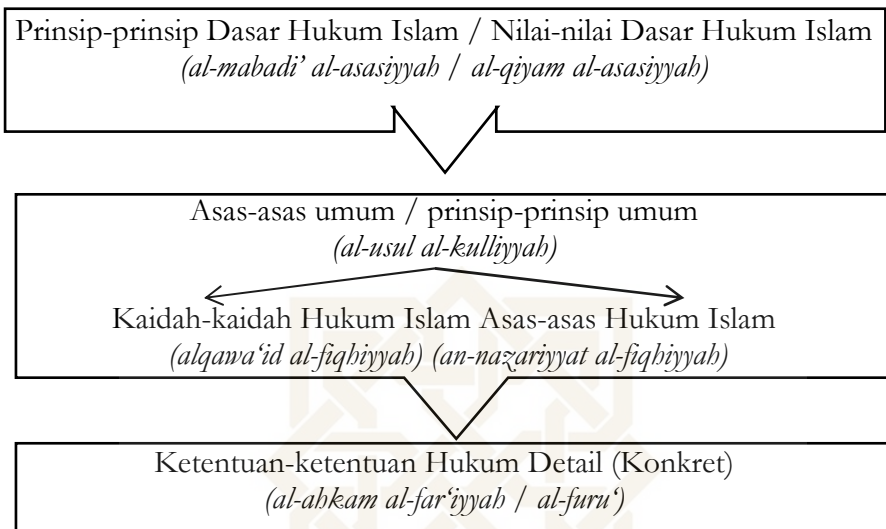 Prinsip-prinsip Dasar Hukum Islam / Nilai-nilai Dasar Hukum Islam
(al-mabadi’ al-asasiyyah / al-qiyam al-asasiyyah)
Asas-asas umum / prinsip-prinsip umum
(al-usul al-kulliyyah)
Kaidah-kaidah Hukum Islam Asas-asas Hukum Islam
(alqawa‘id al-fiqhiyyah) (an-nazariyyat al-fiqhiyyah)
Ketentuan-ketentuan Hukum Detail (Konkret)
(al-ahkam al-far‘iyyah / al-furu‘)